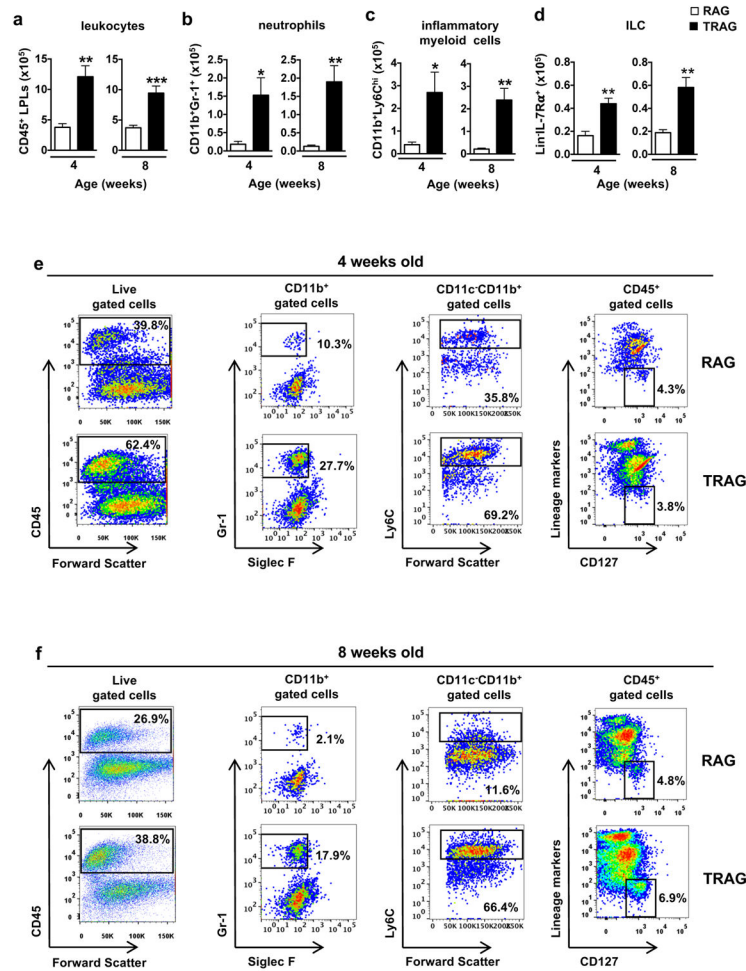 a leukocytes
CD45⁺ LPLs (x10⁵)
20
15
10
5
0
** ***
4 8
Age (weeks)
b neutrophils
CD11b⁺Gr-1⁺ (x10⁵)
2.5
2.0
1.5
1.0
0.5
0.0
* **
4 8
Age (weeks)
c inflammatory
myeloid cells
CD11b⁺Ly6Cʰⁱ (x10⁵)
5
4
3
2
1
0
* **
4 8
Age (weeks)
d ILC
Lin⁻IL-7Rα⁺ (x10⁵)
0.8
0.6
0.4
0.2
0.0
** **
4 8
Age (weeks)
RAG
TRAG
e 4 weeks old
Live
gated cells
CD11b⁺
gated cells
CD11c⁻CD11b⁺
gated cells
CD45⁺
gated cells
39.8%
10.3%
35.8%
4.3%
RAG
62.4%
27.7%
69.2%
3.8%
TRAG
CD45
Forward Scatter
Gr-1
Siglec F
Ly6C
Forward Scatter
Lineage markers
CD127
f 8 weeks old
Live
gated cells
CD11b⁺
gated cells
CD11c⁻CD11b⁺
gated cells
CD45⁺
gated cells
26.9%
2.1%
11.6%
4.8%
RAG
38.8%
17.9%
66.4%
6.9%
TRAG
CD45
Forward Scatter
Gr-1
Siglec F
Ly6C
Forward Scatter
Lineage markers
CD127